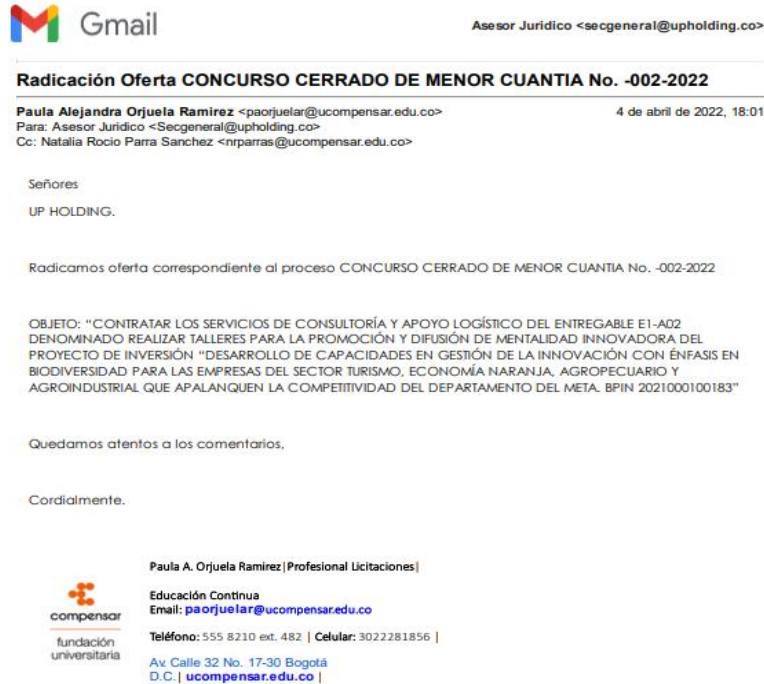 Gmail
Asesor Juridico <secgeneral@upholding.co>
Radicación Oferta CONCURSO CERRADO DE MENOR CUANTIA No. -002-2022
Paula Alejandra Orjuela Ramirez <paorjuelar@ucompensar.edu.co> 4 de abril de 2022, 18:01
Para: Asesor Juridico <Secgeneral@upholding.co>
Cc: Natalia Rocio Parra Sanchez <nrparras@ucompensar.edu.co>
Señores
UP HOLDING.
Radicamos oferta correspondiente al proceso CONCURSO CERRADO DE MENOR CUANTIA No. -002-2022
OBJETO: “CONTRATAR LOS SERVICIOS DE CONSULTORÍA Y APOYO LOGÍSTICO DEL ENTREGABLE E1-A02
DENOMINADO REALIZAR TALLERES PARA LA PROMOCIÓN Y DIFUSIÓN DE MENTALIDAD INNOVADORA DEL
PROYECTO DE INVERSIÓN “DESARROLLO DE CAPACIDADES EN GESTIÓN DE LA INNOVACIÓN CON ÉNFASIS EN
BIODIVERSIDAD PARA LAS EMPRESAS DEL SECTOR TURISMO, ECONOMÍA NARANJA, AGROPECUARIO Y
AGROINDUSTRIAL QUE APALANQUEN LA COMPETITIVIDAD DEL DEPARTAMENTO DEL META. BPIN 2021000100183”
Quedamos atentos a los comentarios,
Cordialmente.
Paula A. Orjuela Ramirez|Profesional Licitaciones|
Educación Continua
Email: paorjuelar@ucompensar.edu.co
Teléfono: 555 8210 ext. 482 | Celular: 3022281856 |
Av. Calle 32 No. 17-30 Bogotá
D.C.| ucompensar.edu.co |
compensar
fundación
universitaria